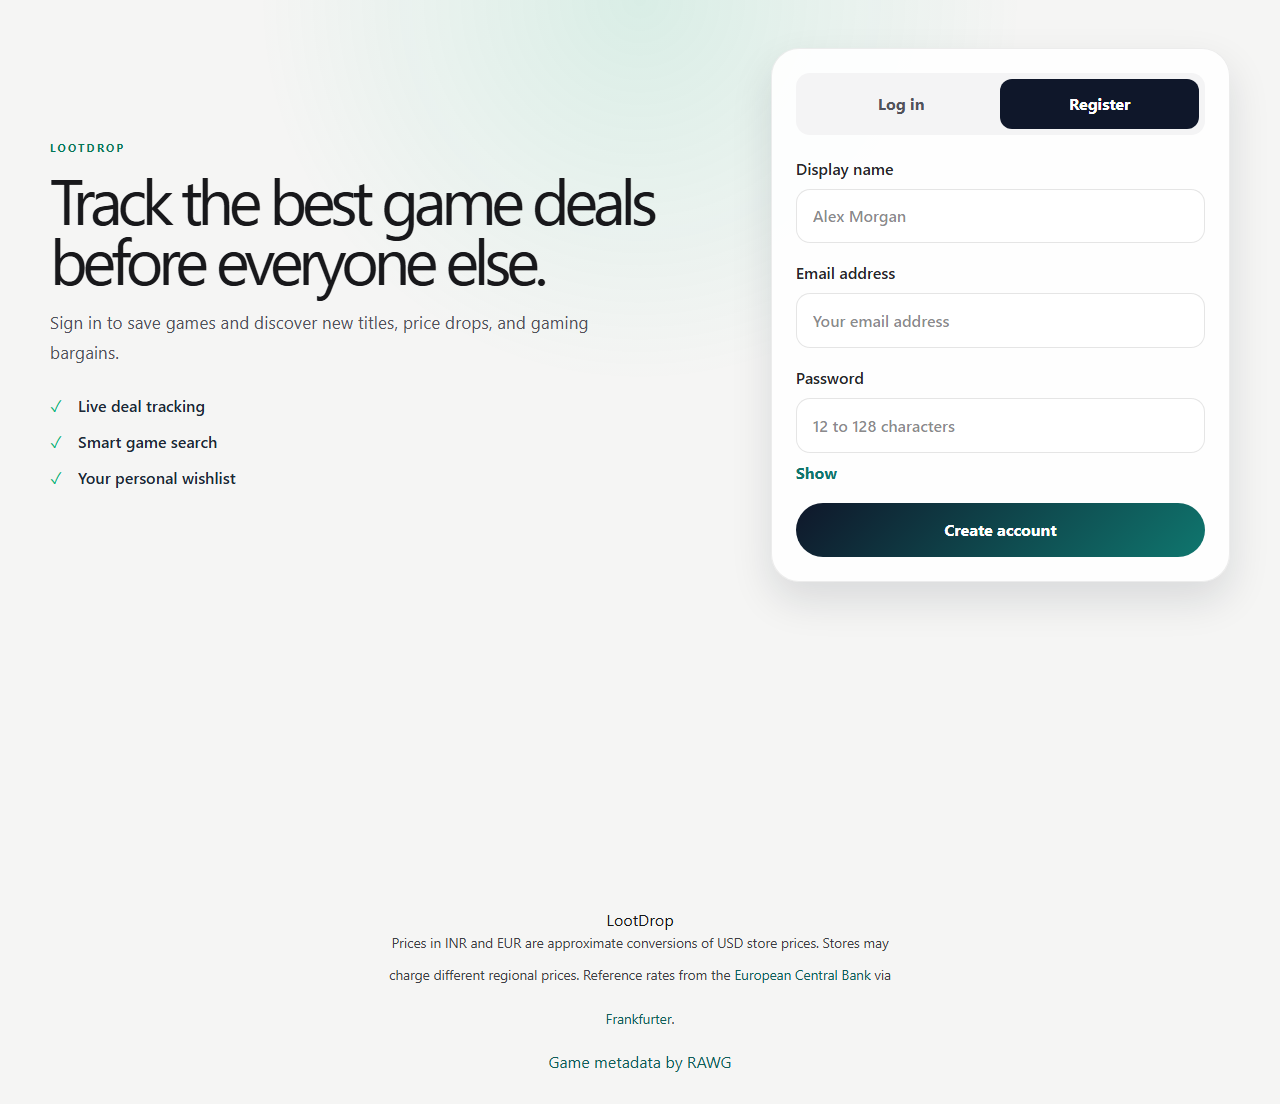 LOOTDROP
Track the best game deals
before everyone else.
Sign in to save games and discover new titles, price drops, and gaming
bargains.
✓ Live deal tracking
✓ Smart game search
✓ Your personal wishlist
Log in
Register
Display name
Alex Morgan
Email address
Your email address
Password
12 to 128 characters
Show
Create account
LootDrop
Prices in INR and EUR are approximate conversions of USD store prices. Stores may
charge different regional prices. Reference rates from the European Central Bank via
Frankfurter.
Game metadata by RAWG